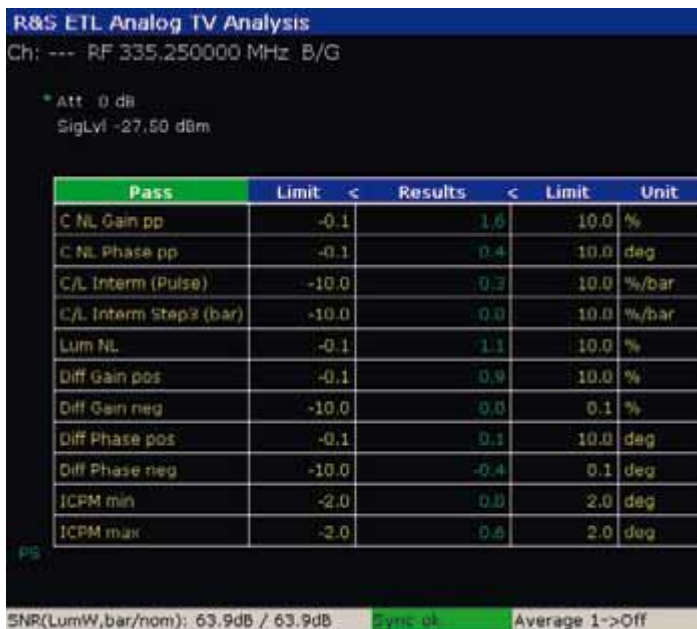 R&S ETL Analog TV Analysis
Ch: --- RF 335.250000 MHz B/G
* Att 0 dB
SigLvl -27.50 dBm
Pass Limit < Results < Limit Unit
C NL Gain pp -0.1 1.6 10.0 %
C NL Phase pp -0.1 0.4 10.0 deg
C/L Interm (Pulse) -10.0 0.3 10.0 %/bar
C/L Interm Step3 (bar) -10.0 0.0 10.0 %/bar
Lum NL -0.1 1.1 10.0 %
Diff Gain pos -0.1 0.9 10.0 %
Diff Gain neg -10.0 0.0 0.1 %
Diff Phase pos -0.1 0.1 10.0 deg
Diff Phase neg -10.0 -0.4 0.1 deg
ICPM min -2.0 0.0 2.0 deg
ICPM max -2.0 0.6 2.0 deg
PS
SNR(LumW,bar/nom): 63.9dB / 63.9dB Sync ok Average 1->Off